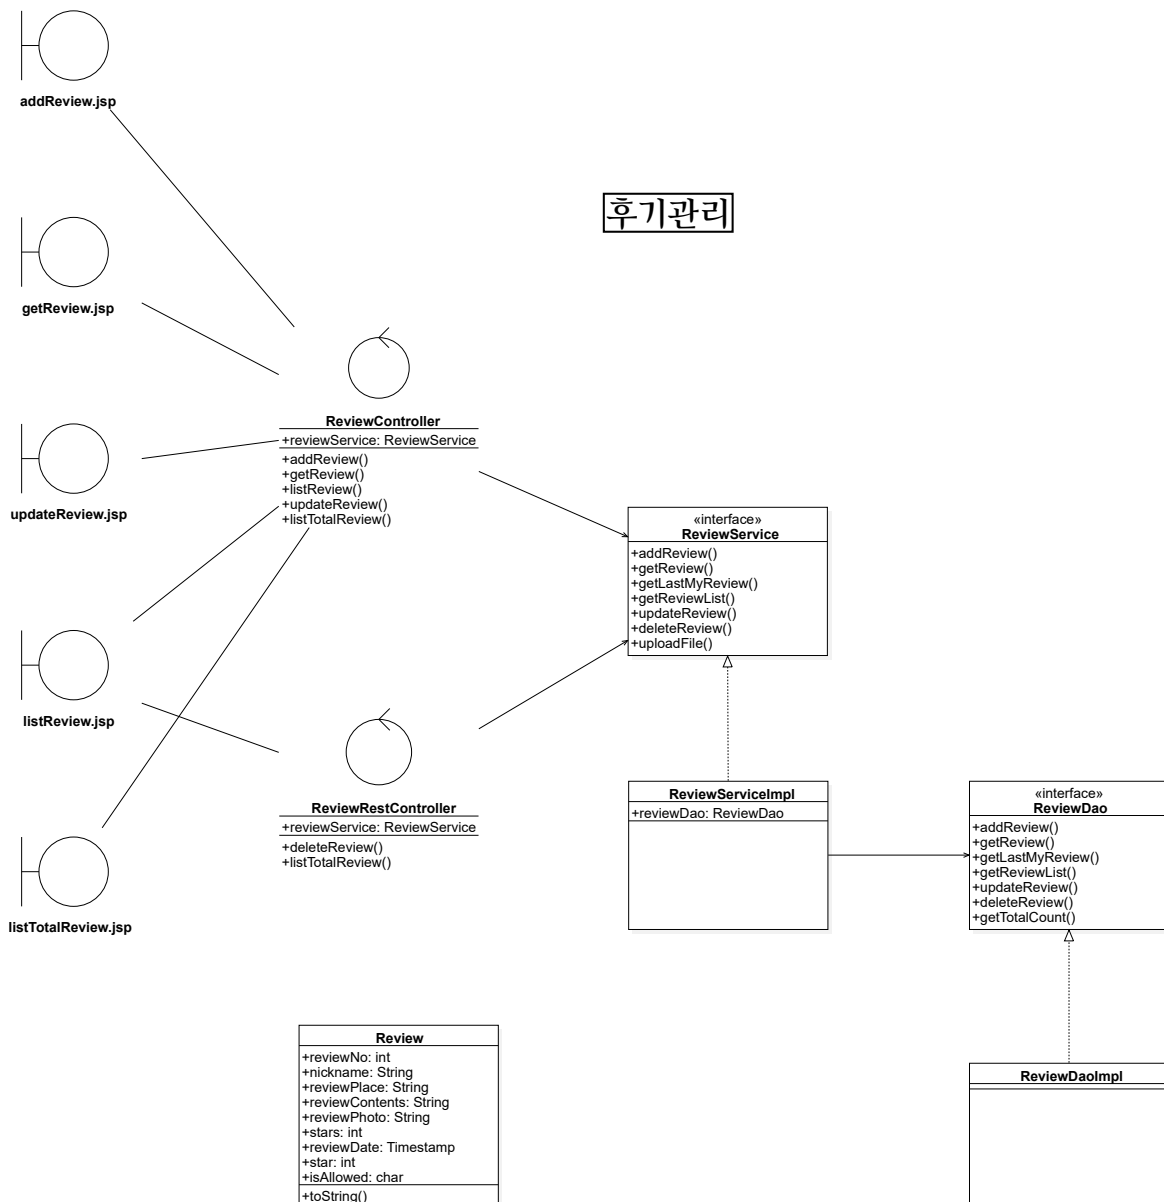 addReview.jsp
후기관리
getReview.jsp
ReviewController
+reviewService: ReviewService
+addReview()
+getReview()
+listReview()
+updateReview()
+listTotalReview()
updateReview.jsp
«interface»
ReviewService
+addReview()
+getReview()
+getLastMyReview()
+getReviewList()
+updateReview()
+deleteReview()
+uploadFile()
listReview.jsp
ReviewRestController
+reviewService: ReviewService
+deleteReview()
+listTotalReview()
ReviewServiceImpl
+reviewDao: ReviewDao
«interface»
ReviewDao
+addReview()
+getReview()
+getLastMyReview()
+getReviewList()
+updateReview()
+deleteReview()
+getTotalCount()
listTotalReview.jsp
Review
+reviewNo: int
+nickname: String
+reviewPlace: String
+reviewContents: String
+reviewPhoto: String
+stars: int
+reviewDate: Timestamp
+star: int
+isAllowed: char
+toString()
ReviewDaoImpl